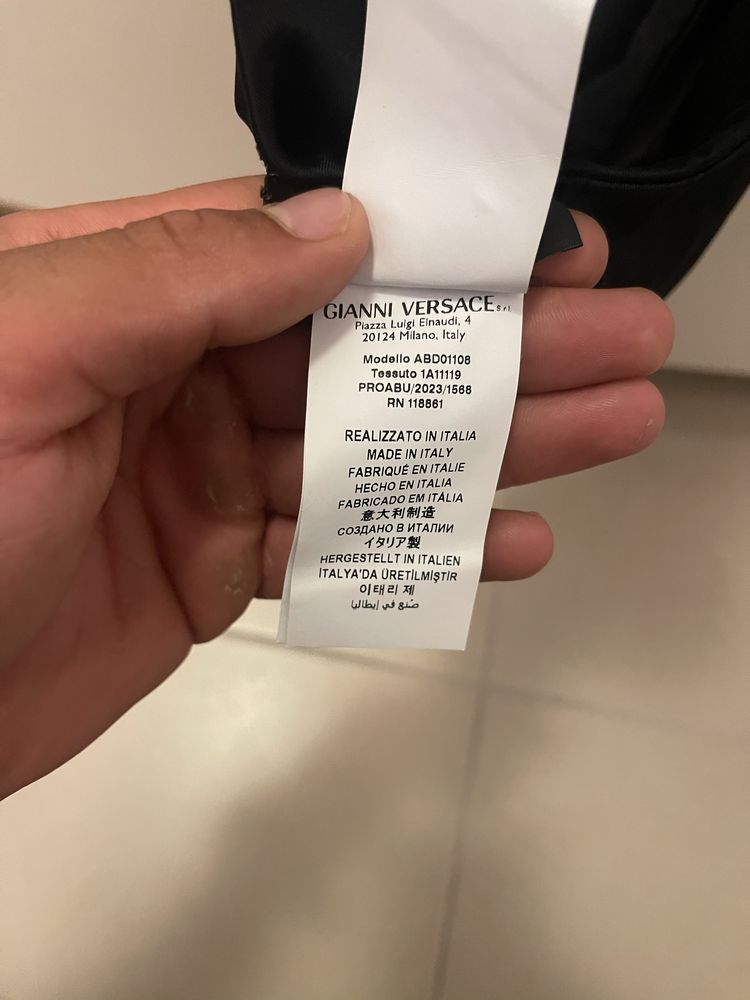 GIANNI VERSACE S.r.l.
Piazza Luigi Einaudi, 4
20124 Milano, Italy
Modello ABD01108
Tessuto 1A11119
PROABU/2023/1568
RN 118861
REALIZZATO IN ITALIA
MADE IN ITALY
FABRIQUÉ EN ITALIE
HECHO EN ITALIA
FABRICADO EM ITÁLIA
意大利制造
СОЗДАНО В ИТАЛИИ
イタリア製
HERGESTELLT IN ITALIEN
İTALYA'DA ÜRETİLMİŞTİR
이태리 제
صُنع في إيطاليا